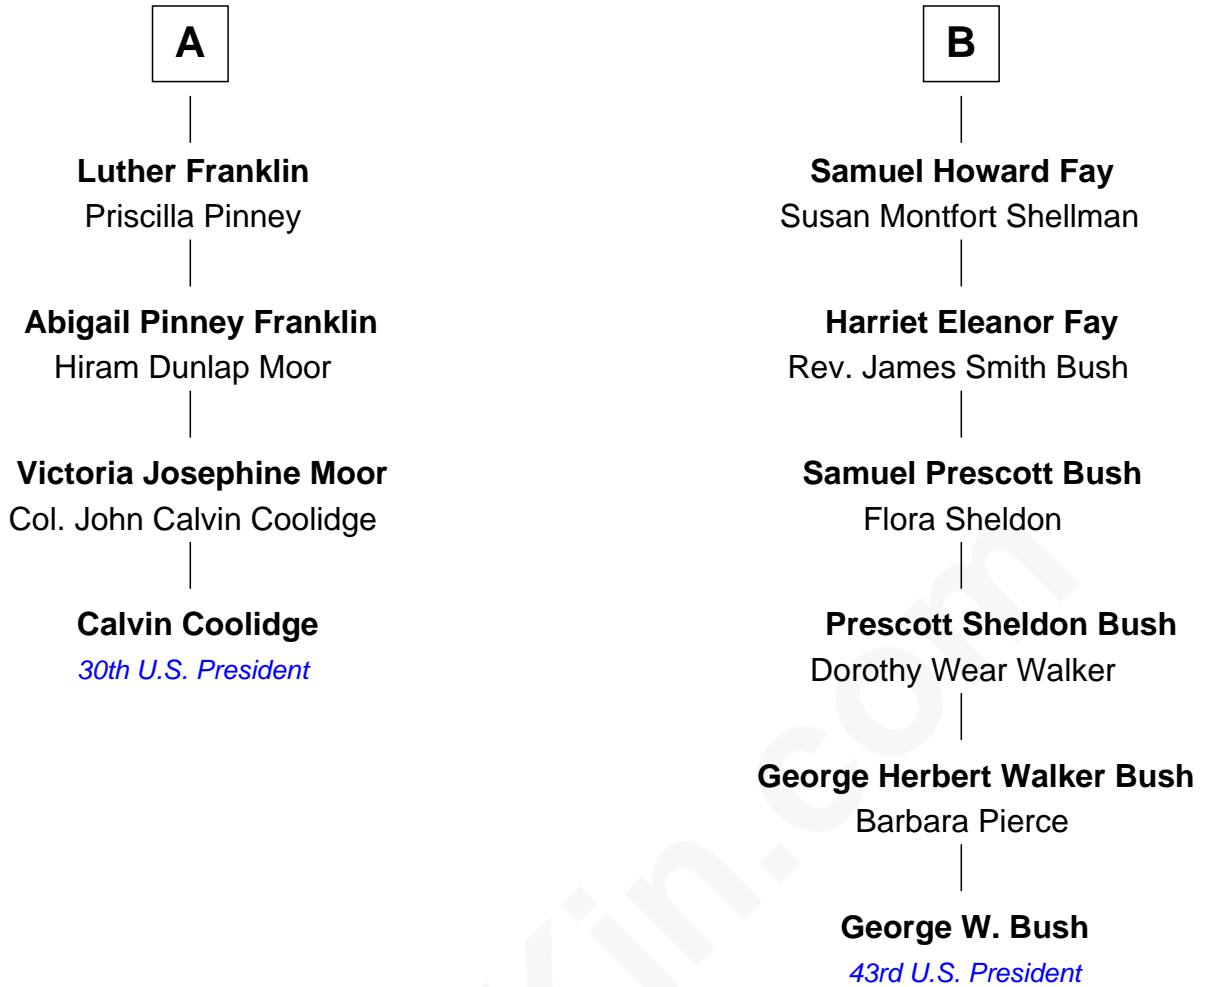 A
Luther Franklin
Priscilla Pinney
Abigail Pinney Franklin
Hiram Dunlap Moor
Victoria Josephine Moor
Col. John Calvin Coolidge
Calvin Coolidge
30th U.S. President
B
Samuel Howard Fay
Susan Montfort Shellman
Harriet Eleanor Fay
Rev. James Smith Bush
Samuel Prescott Bush
Flora Sheldon
Prescott Sheldon Bush
Dorothy Wear Walker
George Herbert Walker Bush
Barbara Pierce
George W. Bush
43rd U.S. President
Kin.com